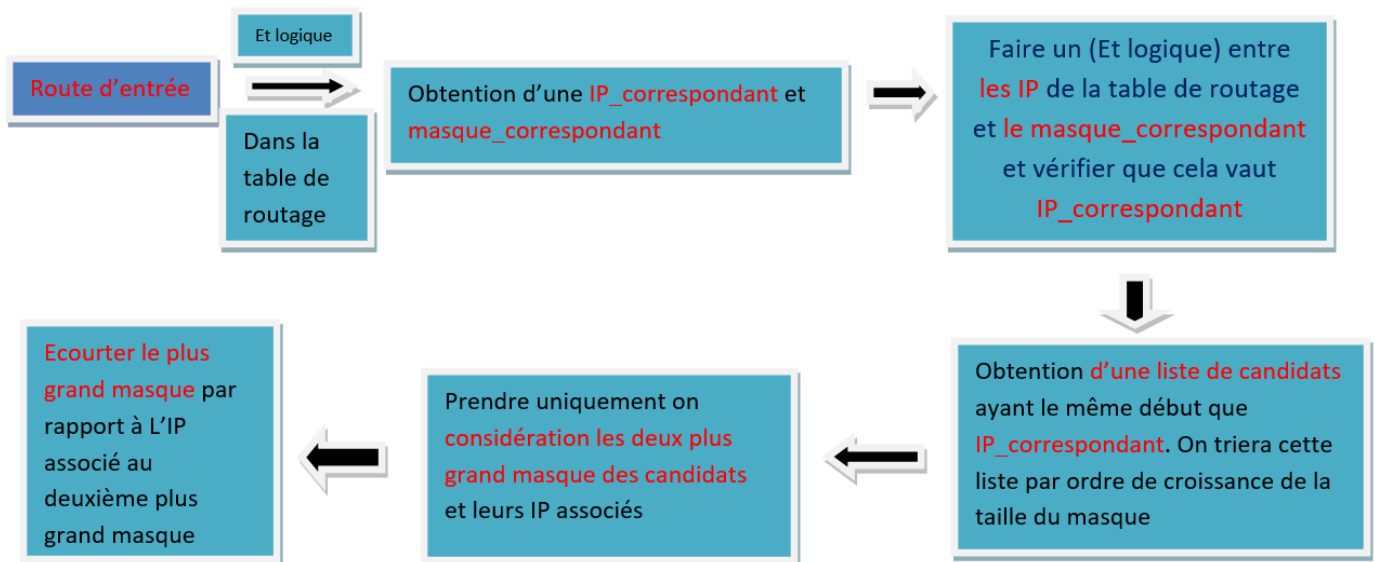 Et logique
Route d'entrée
Dans la
table de
routage
Obtention d'une IP_correspondant et
masque_correspondant
Faire un (Et logique) entre
les IP de la table de routage
et le masque_correspondant
et vérifier que cela vaut
IP_correspondant
Obtention d'une liste de candidats
ayant le même début que
IP_correspondant. On triera cette
liste par ordre de croissance de la
taille du masque
Prendre uniquement on
considération les deux plus
grand masque des candidats
et leurs IP associés
Ecourter le plus
grand masque par
rapport à L'IP
associé au
deuxième plus
grand masque